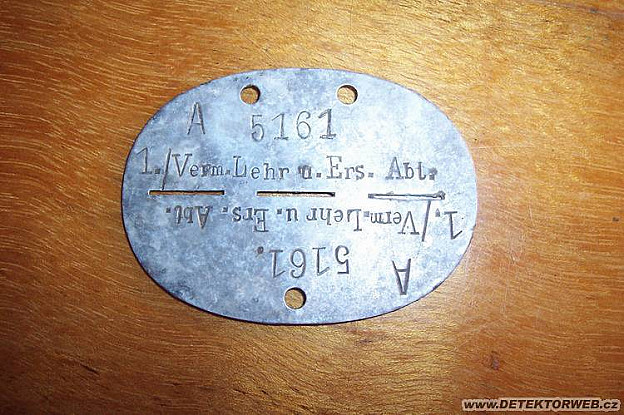 A 5161
1./Verm.Lehr u. Ers. Abt.
1./Verm.Lehr u. Ers. Abt.
A 5161.
www.DETEKTORWEB.cz